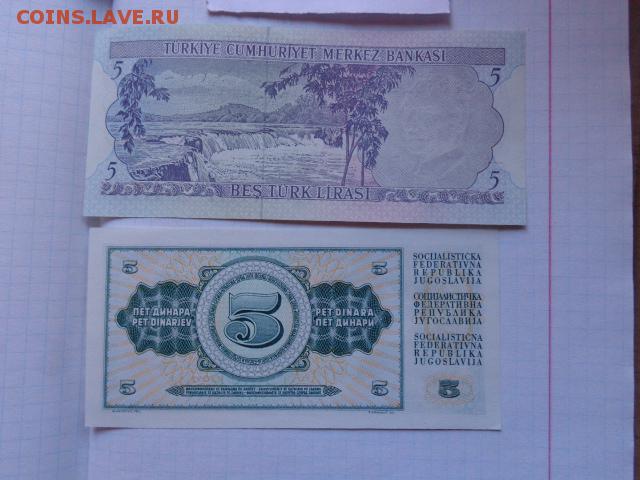 COINS.LAVE.RU
TÜRKİYE CUMHURİYET MERKEZ BANKASI
5 5
5 5
BEŞ TÜRK LİRASI
5 5
SOCIJALISTICKA
FEDERATIVNA
REPUBLIKA
JUGOSLAVIJA
СОЦИЈАЛИСТИЧКА
ФЕДЕРАТИВНА
РЕПУБЛИКА
ЈУГОСЛАВИЈА
SOCIALISTICNA
FEDERATIVNA
REPUBLIKA
JUGOSLAVIJA
ПЕТ ДИНАРА
PET DINARJEV
5
PET DINARA
ПЕТ ДИНАРИ
5 5